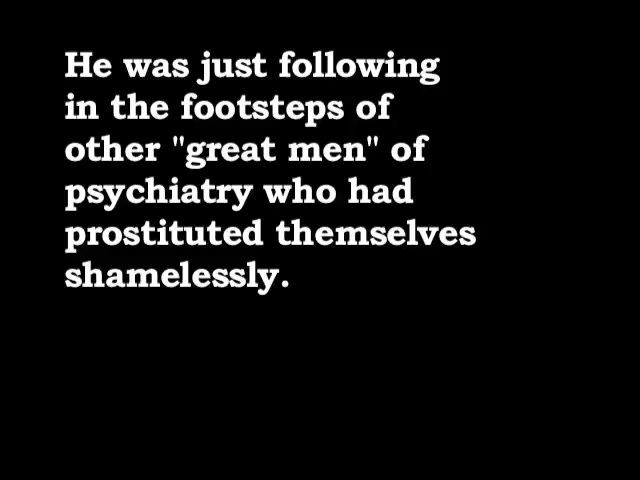 He was just following
in the footsteps of
other "great men" of
psychiatry who had
prostituted themselves
shamelessly.